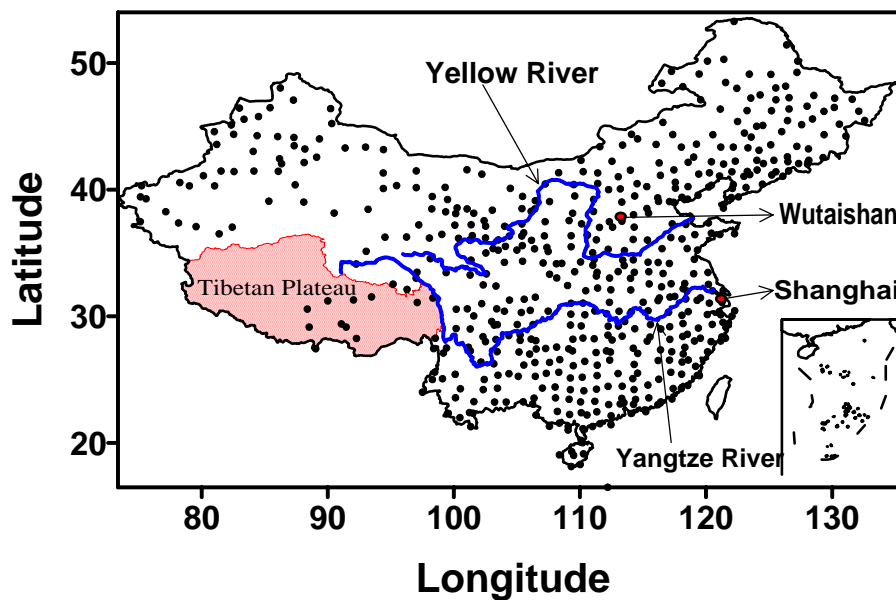 Yellow River
50
40
30
20
Latitude
Wutaishan
Tibetan Plateau
Shanghai
Yangtze River
80 90 100 110 120 130
Longitude